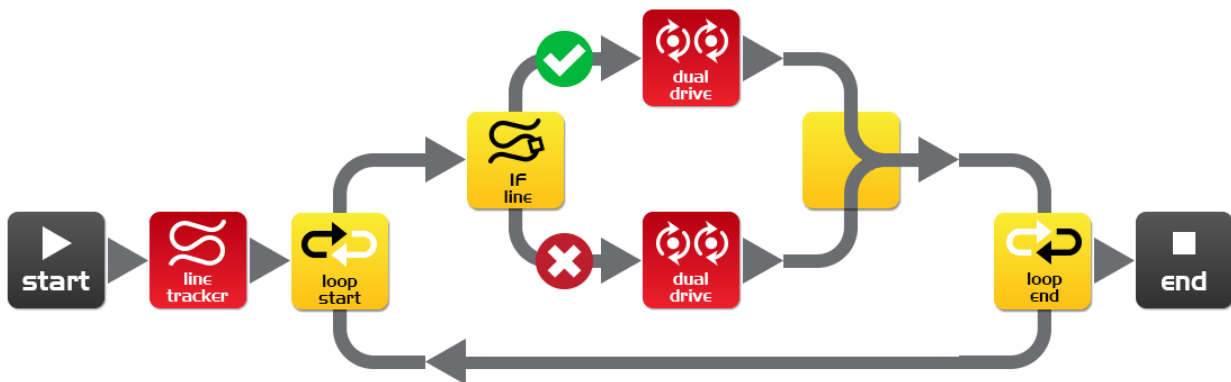 start
line
tracker
loop
start
IF
line
dual
drive
dual
drive
loop
end
end